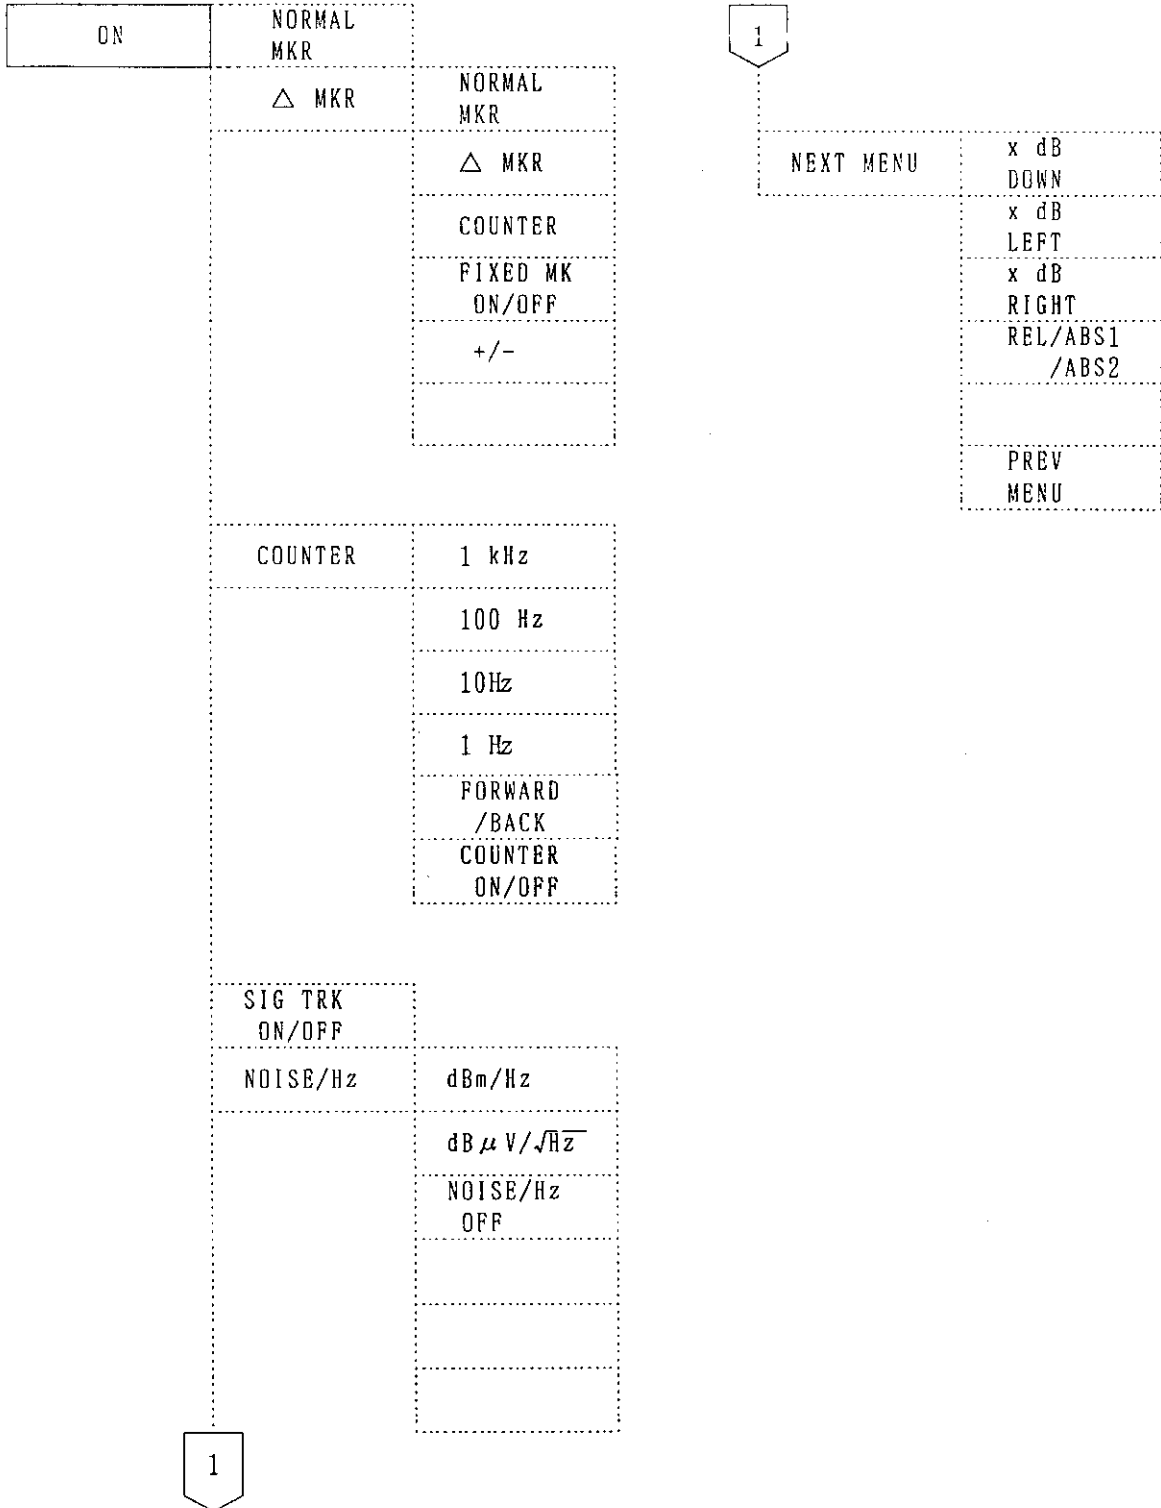 ON
NORMAL
MKR
△ MKR
NORMAL
MKR
△ MKR
COUNTER
FIXED MK
ON/OFF
+/-
COUNTER
1 kHz
100 Hz
10Hz
1 Hz
FORWARD
/BACK
COUNTER
ON/OFF
SIG TRK
ON/OFF
NOISE/Hz
dBm/Hz
dBμV/√Hz
NOISE/Hz
OFF
1
1
NEXT MENU
x dB
DOWN
x dB
LEFT
x dB
RIGHT
REL/ABS1
/ABS2
PREV
MENU